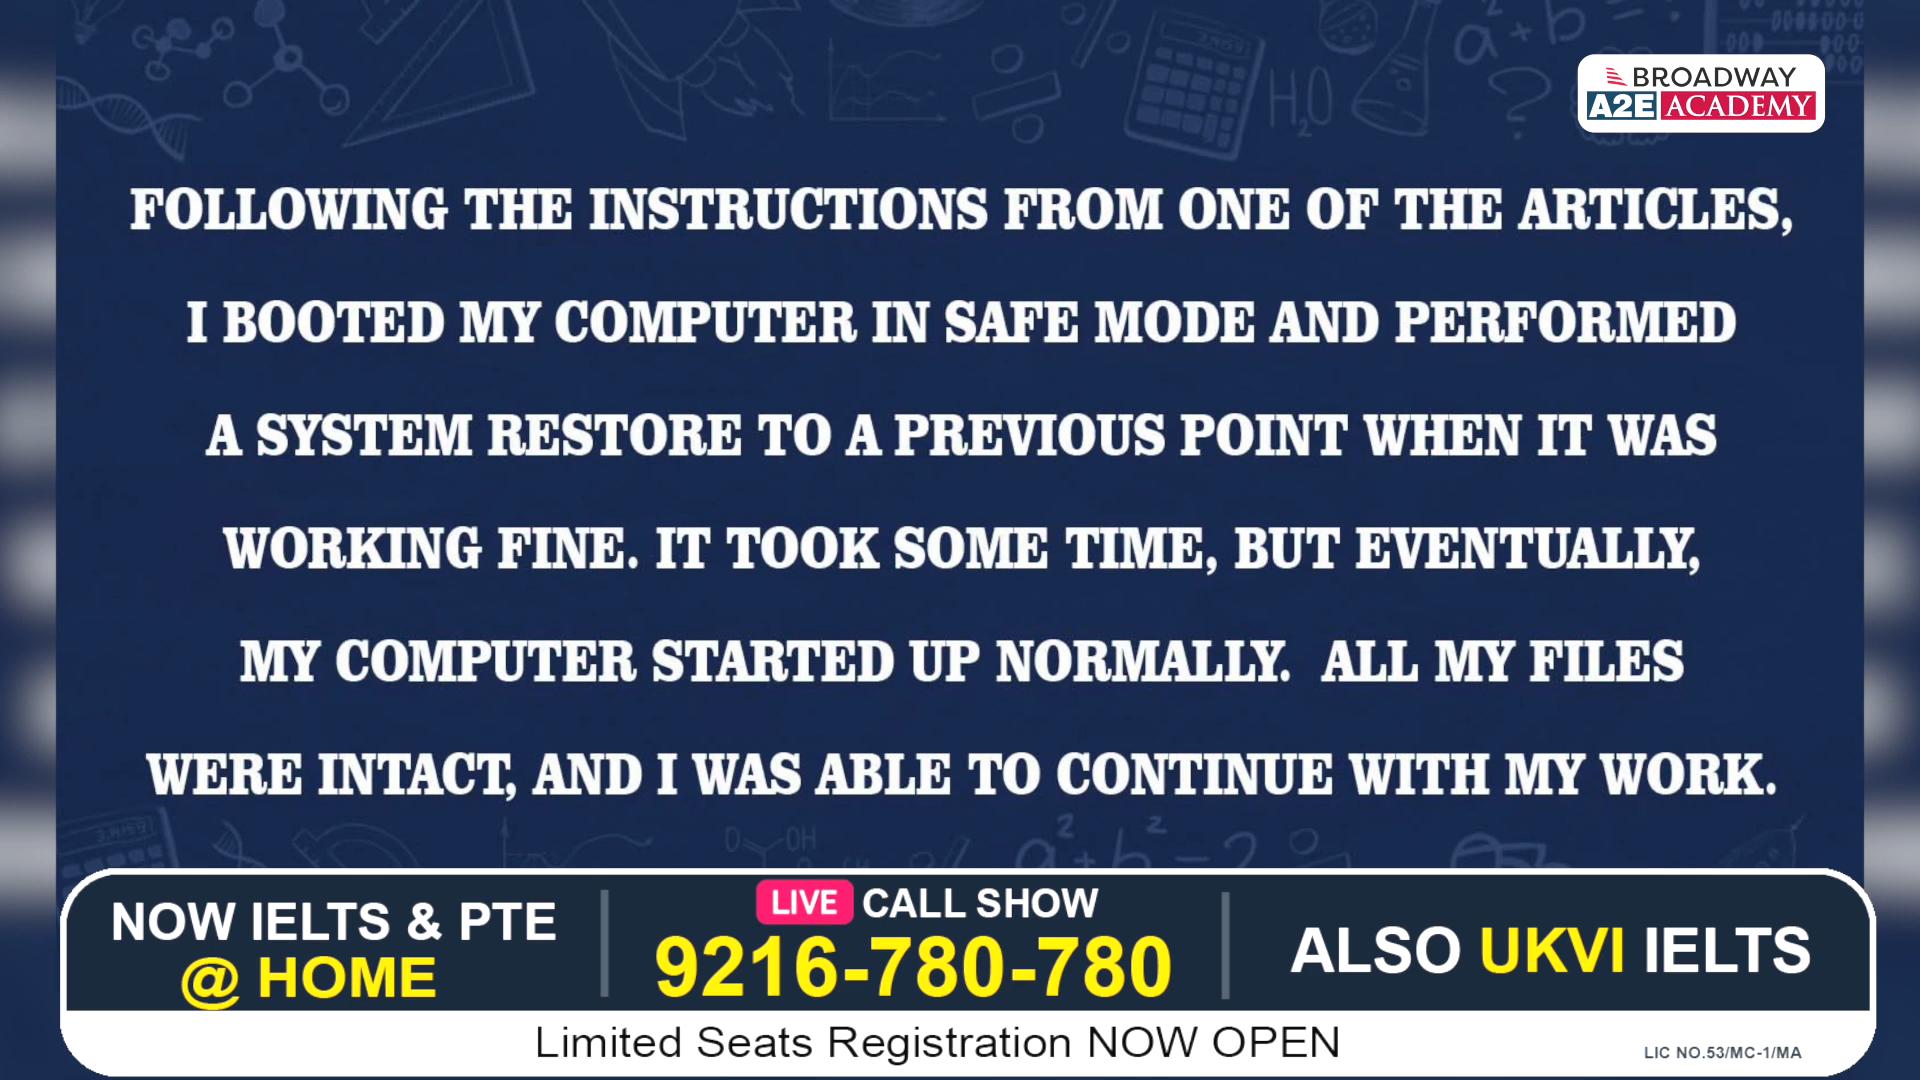 BROADWAY
A2E ACADEMY
FOLLOWING THE INSTRUCTIONS FROM ONE OF THE ARTICLES,
I BOOTED MY COMPUTER IN SAFE MODE AND PERFORMED
A SYSTEM RESTORE TO A PREVIOUS POINT WHEN IT WAS
WORKING FINE. IT TOOK SOME TIME, BUT EVENTUALLY,
MY COMPUTER STARTED UP NORMALLY.  ALL MY FILES
WERE INTACT, AND I WAS ABLE TO CONTINUE WITH MY WORK.
NOW IELTS & PTE
@ HOME
LIVE CALL SHOW
9216-780-780
ALSO UKVI IELTS
Limited Seats Registration NOW OPEN
LIC NO.53/MC-1/MA